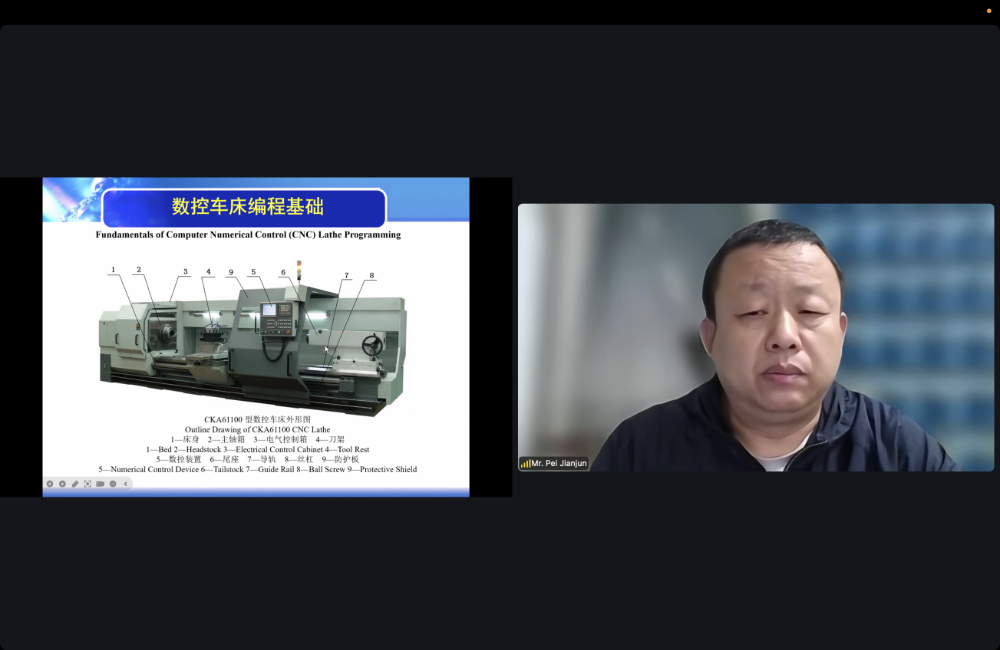 数控车床编程基础
Fundamentals of Computer Numerical Control (CNC) Lathe Programming
1 2 3 4 9 5 6 7 8
CKA61100 型数控车床外形图
Outline Drawing of CKA61100 CNC Lathe
1—床身 2—主轴箱 3—电气控制箱 4—刀架
1—Bed 2—Headstock 3—Electrical Control Cabinet 4—Tool Rest
5—数控装置 6—尾座 7—导轨 8—丝杠 9—防护板
5—Numerical Control Device 6—Tailstock 7—Guide Rail 8—Ball Screw 9—Protective Shield
Mr. Pei Jianjun